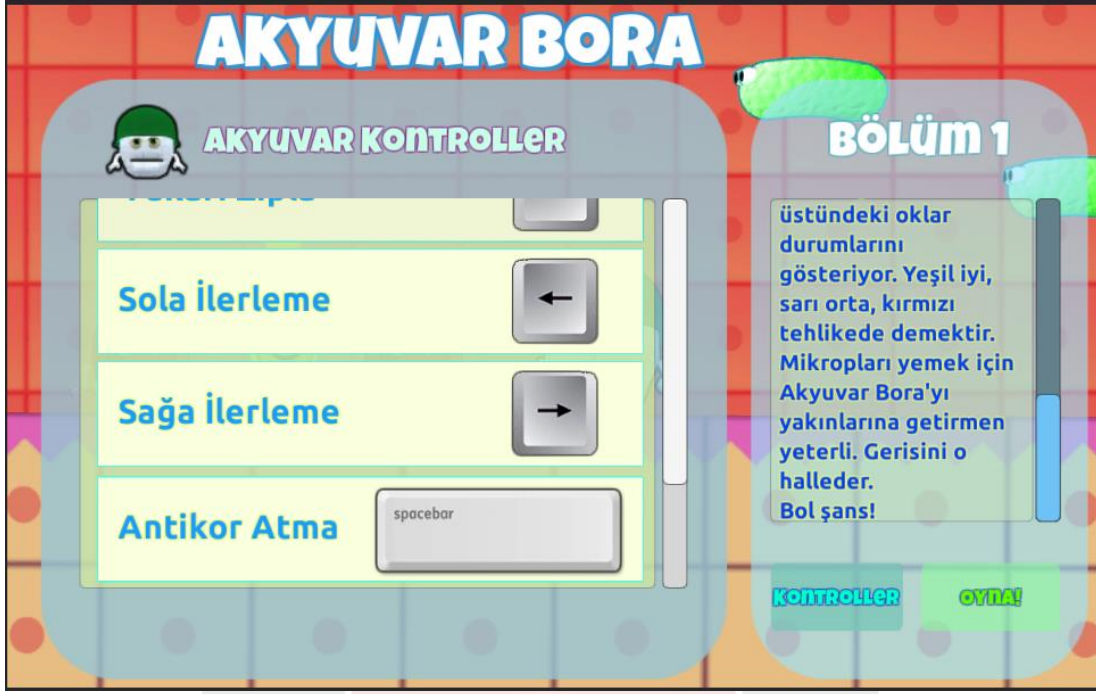 AKYUVAR BORA
AKYUVAR KONTROLLER
Sola İlerleme
Sağa İlerleme
Antikor Atma
spacebar
BÖLÜM 1
üstündeki oklar
durumlarını
gösteriyor. Yeşil iyi,
sarı orta, kırmızı
tehlikede demektir.
Mikropları yemek için
Akyuvar Bora'yı
yakınlarına getirmen
yeterli. Gerisini o
halleder.
Bol şans!
KONTROLLER
OYNA!